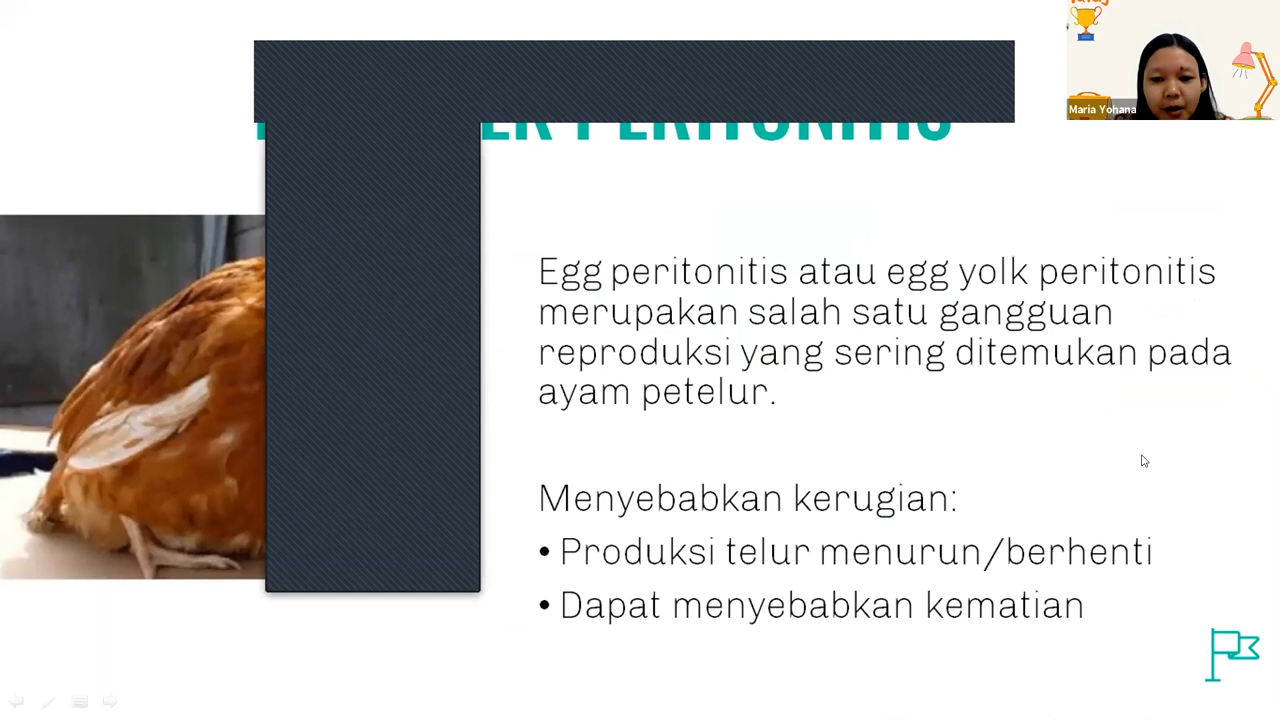 PERITONITIS
Maria Yohana
Egg peritonitis atau egg yolk peritonitis
merupakan salah satu gangguan
reproduksi yang sering ditemukan pada
ayam petelur.
Menyebabkan kerugian:
• Produksi telur menurun/berhenti
• Dapat menyebabkan kematian